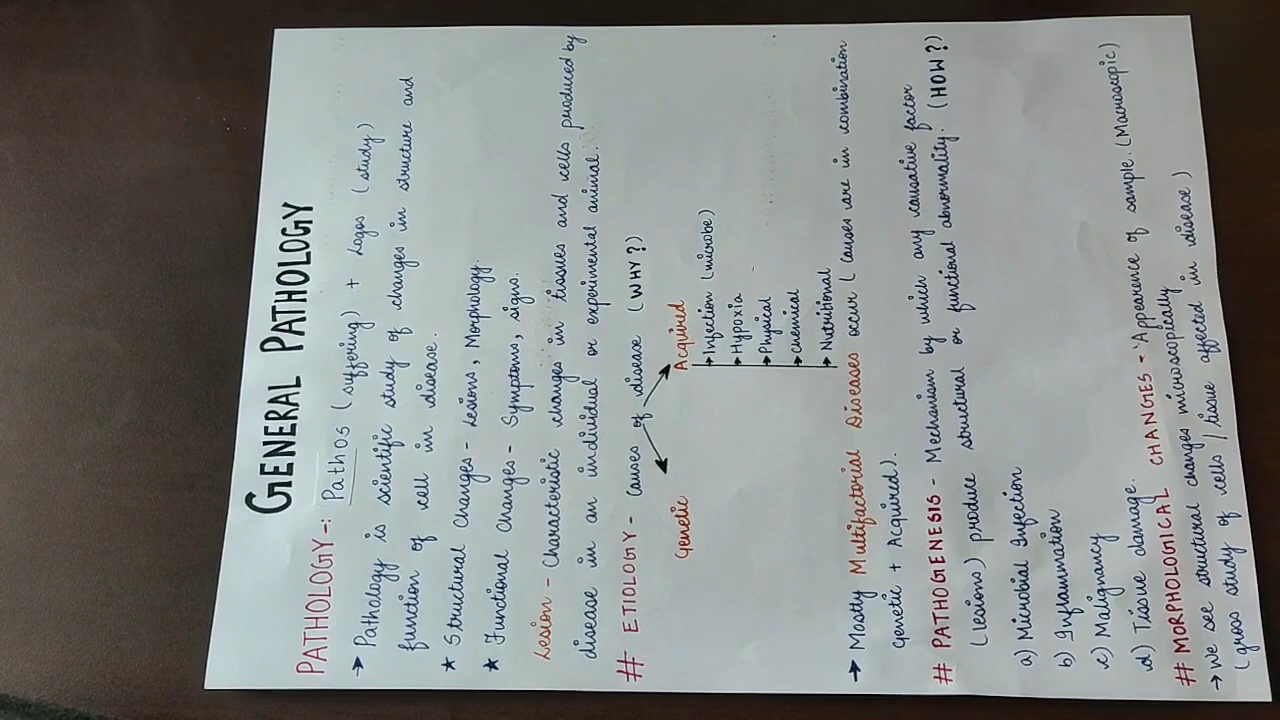 GENERAL PATHOLOGY
PATHOLOGY-: Pathos (suffering) + Logos (study)
→ Pathology is scientific study of changes in structure and
function of cell in disease.
★ Structural Changes - Lesions, Morphology.
★ Functional Changes - Symptoms, signs.
Lesion - Characteristic changes in tissues and cells produced by
disease in an individual or experimental animal.
# ETIOLOGY - Causes of disease (WHY?)
Genetic Acquired
→ Infection (microbe)
→ Hypoxia
→ Physical
→ chemical
→ Nutritional
→ Mostly Multifactorial Diseases occur (Causes are in combination
Genetic + Acquired).
# PATHOGENESIS - Mechanism by which any causative factor
(lesions) produce structural or functional abnormality. (HOW?)
a) Microbial Infection
b) Inflammation
c) Malignancy
d) Tissue damage.
# MORPHOLOGICAL CHANGES - Appearence of sample. (Macroscopic)
→ We see structural changes microscopically
(gross study of cells / tissue affected in disease)